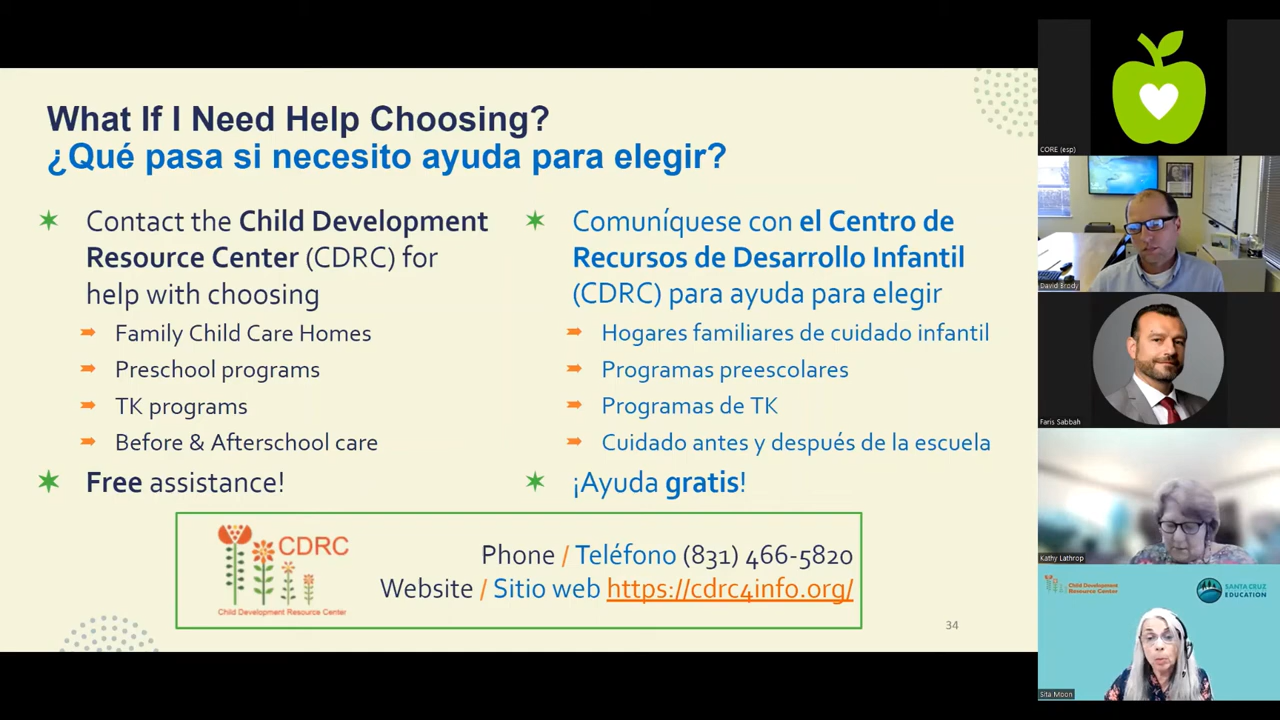 What If I Need Help Choosing?
¿Qué pasa si necesito ayuda para elegir?
Contact the Child Development
Resource Center (CDRC) for
help with choosing
Family Child Care Homes
Preschool programs
TK programs
Before & Afterschool care
Free assistance!
Comuníquese con el Centro de
Recursos de Desarrollo Infantil
(CDRC) para ayuda para elegir
Hogares familiares de cuidado infantil
Programas preescolares
Programas de TK
Cuidado antes y después de la escuela
¡Ayuda gratis!
CDRC
Child Development Resource Center
Phone / Teléfono (831) 466-5820
Website / Sitio web https://cdrc4info.org/
34
CORE (esp)
David Brody
Faris Sabbah
Kathy Lathrop
Child Development
Resource Center
SANTA CRUZ
EDUCATION
Sita Moon